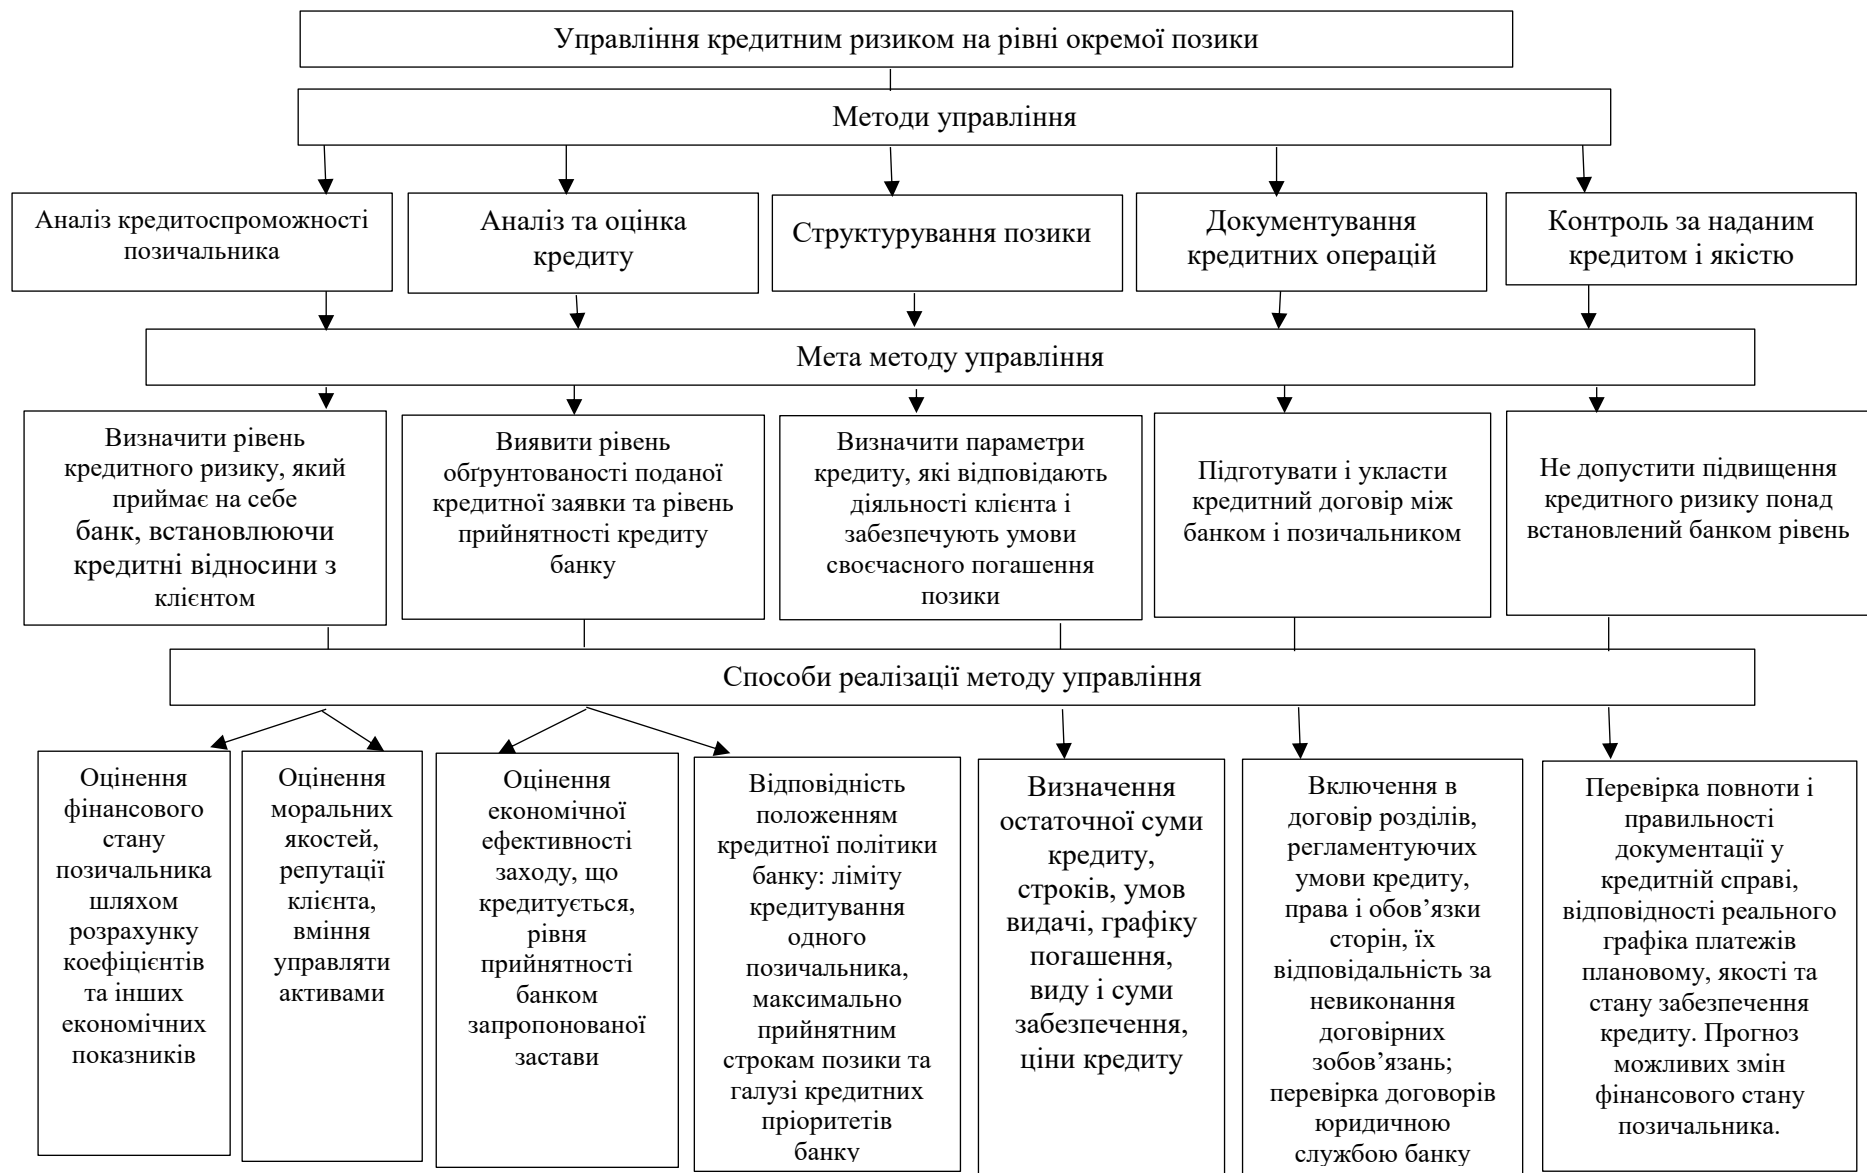 Управління кредитним ризиком на рівні окремої позики
Методи управління
Аналіз кредитоспроможності
позичальника
Аналіз та оцінка
кредиту
Структурування позики
Документування
кредитних операцій
Контроль за наданим
кредитом і якістю
Мета методу управління
Визначити рівень
кредитного ризику, який
приймає на себе
банк, встановлюючи
кредитні відносини з
клієнтом
Виявити рівень
обґрунтованості поданої
кредитної заявки та рівень
прийнятності кредиту
банку
Визначити параметри
кредиту, які відповідають
діяльності клієнта і
забезпечують умови
своєчасного погашення
позики
Підготувати і укласти
кредитний договір між
банком і позичальником
Не допустити підвищення
кредитного ризику понад
встановлений банком рівень
Способи реалізації методу управління
Оцінення
фінансового
стану
позичальника
шляхом
розрахунку
коефіцієнтів
та інших
економічних
показників
Оцінення
моральних
якостей,
репутації
клієнта,
вміння
управляти
активами
Оцінення
економічної
ефективності
заходу, що
кредитується,
рівня
прийнятності
банком
запропонованої
застави
Відповідність
положенням
кредитної політики
банку: ліміту
кредитування
одного
позичальника,
максимально
прийнятним
строкам позики та
галузі кредитних
пріоритетів
банку
Визначення
остаточної суми
кредиту,
строків, умов
видачі, графіку
погашення,
виду і суми
забезпечення,
ціни кредиту
Включення в
договір розділів,
регламентуючих
умови кредиту,
права і обов’язки
сторін, їх
відповідальність за
невиконання
договірних
зобов’язань;
перевірка договорів
юридичною
службою банку
Перевірка повноти і
правильності
документації у
кредитній справі,
відповідності реального
графіка платежів
плановому, якості та
стану забезпечення
кредиту. Прогноз
можливих змін
фінансового стану
позичальника.